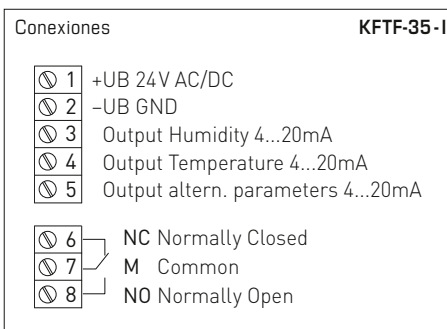 Conexiones KFTF-35-I
1 +UB 24V AC/DC
2 –UB GND
3 Output Humidity 4...20mA
4 Output Temperature 4...20mA
5 Output altern. parameters 4...20mA
6 NC Normally Closed
7 M Common
8 NO Normally Open